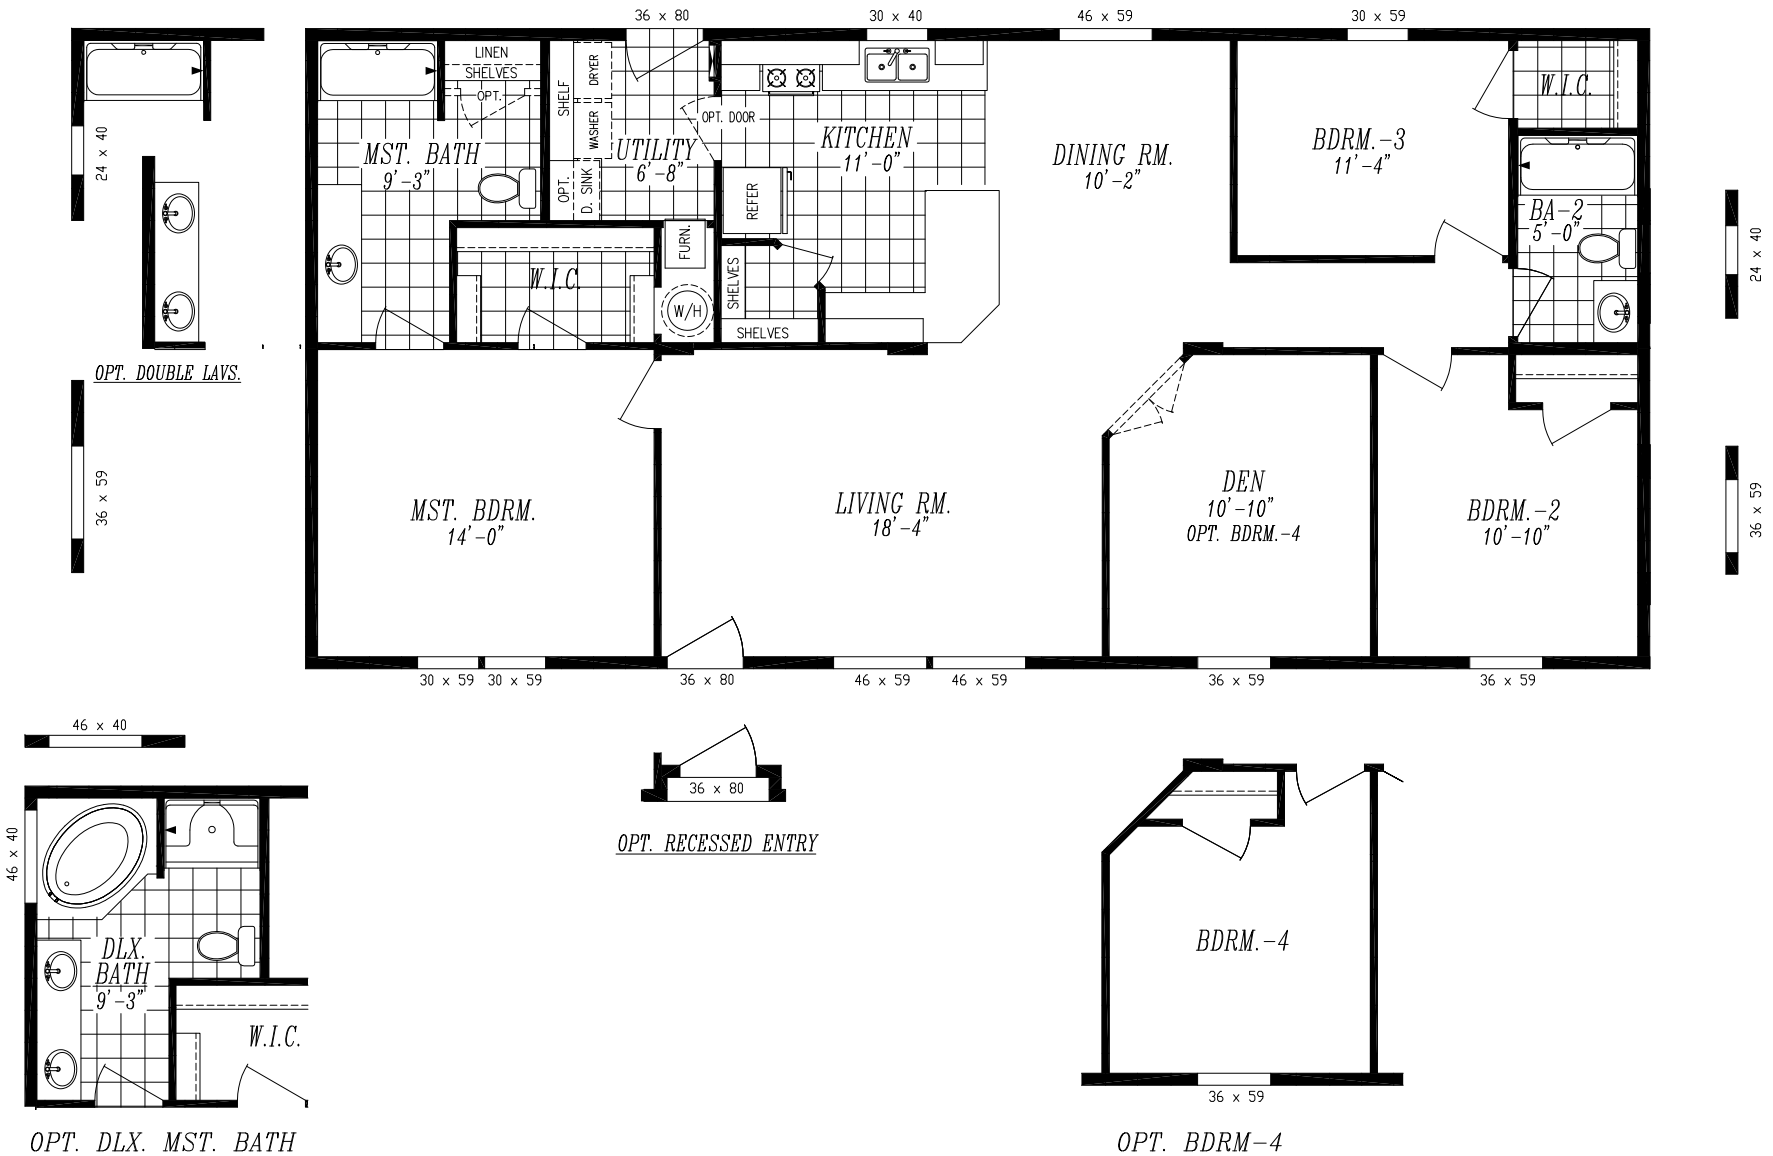 36 x 80
30 x 40
46 x 59
30 x 59
24 x 40
LINEN
SHELVES
OPT.
SHELF
DRYER
WASHER
OPT.
D. SINK
OPT. DOOR
MST. BATH
9'-3"
UTILITY
6'-8"
KITCHEN
11'-0"
DINING RM.
10'-2"
BDRM.-3
11'-4"
W.I.C.
BA-2
5'-0"
24 x 40
REFER
FURN.
W.I.C.
W/H
SHELVES
SHELVES
OPT. DOUBLE LAVS.
36 x 59
MST. BDRM.
14'-0"
LIVING RM.
18'-4"
DEN
10'-10"
OPT. BDRM.-4
BDRM.-2
10'-10"
36 x 59
30 x 59
30 x 59
36 x 80
46 x 59
46 x 59
36 x 59
36 x 59
46 x 40
46 x 40
DLX.
BATH
9'-3"
W.I.C.
OPT. DLX. MST. BATH
36 x 80
OPT. RECESSED ENTRY
BDRM.-4
36 x 59
OPT. BDRM-4